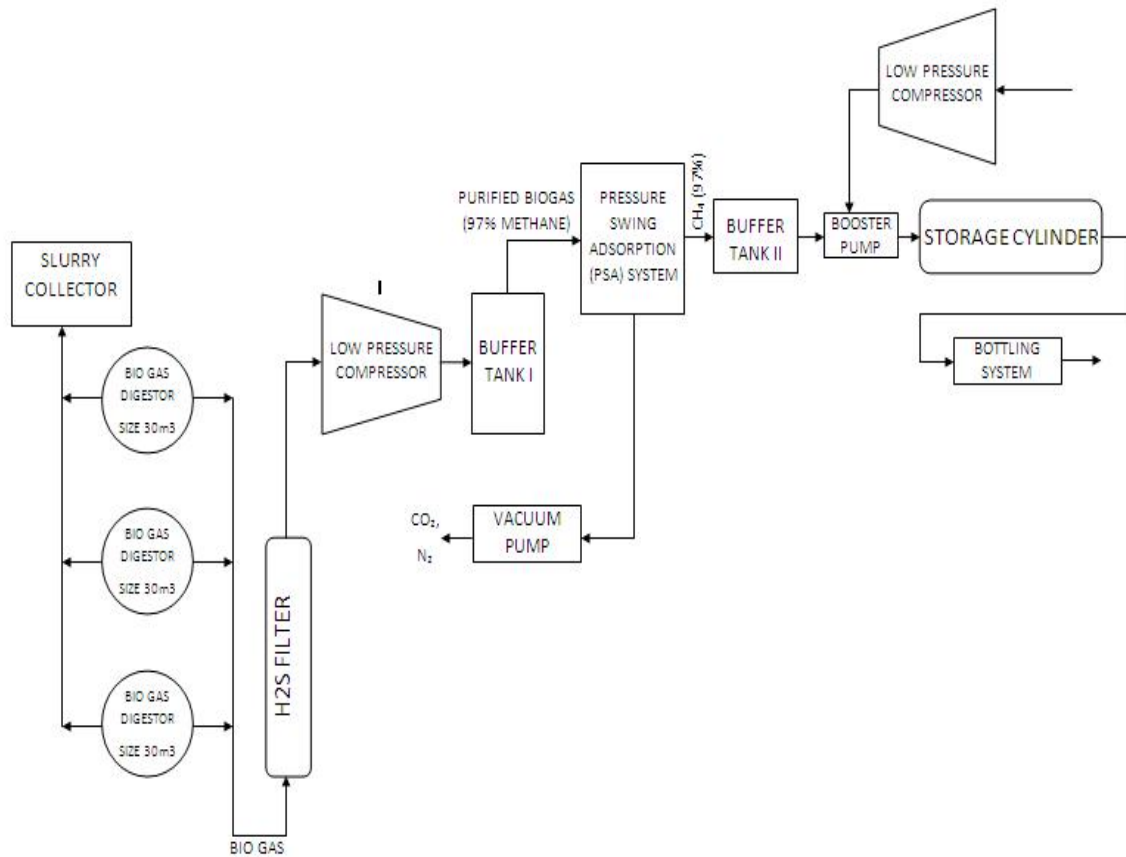 LOW PRESSURE
COMPRESSOR
PURIFIED BIOGAS
(97% METHANE)
PRESSURE
SWING
ADSORPTION
(PSA) SYSTEM
CH₄ (97%)
BUFFER
TANK II
BOOSTER
PUMP
STORAGE CYLINDER
SLURRY
COLLECTOR
I
LOW PRESSURE
COMPRESSOR
BUFFER
TANK I
BOTTLING
SYSTEM
BIO GAS
DIGESTOR
SIZE 30m3
CO₂,
N₂
VACUUM
PUMP
BIO GAS
DIGESTOR
SIZE 30m3
H2S FILTER
BIO GAS
DIGESTOR
SIZE 30m3
BIO GAS